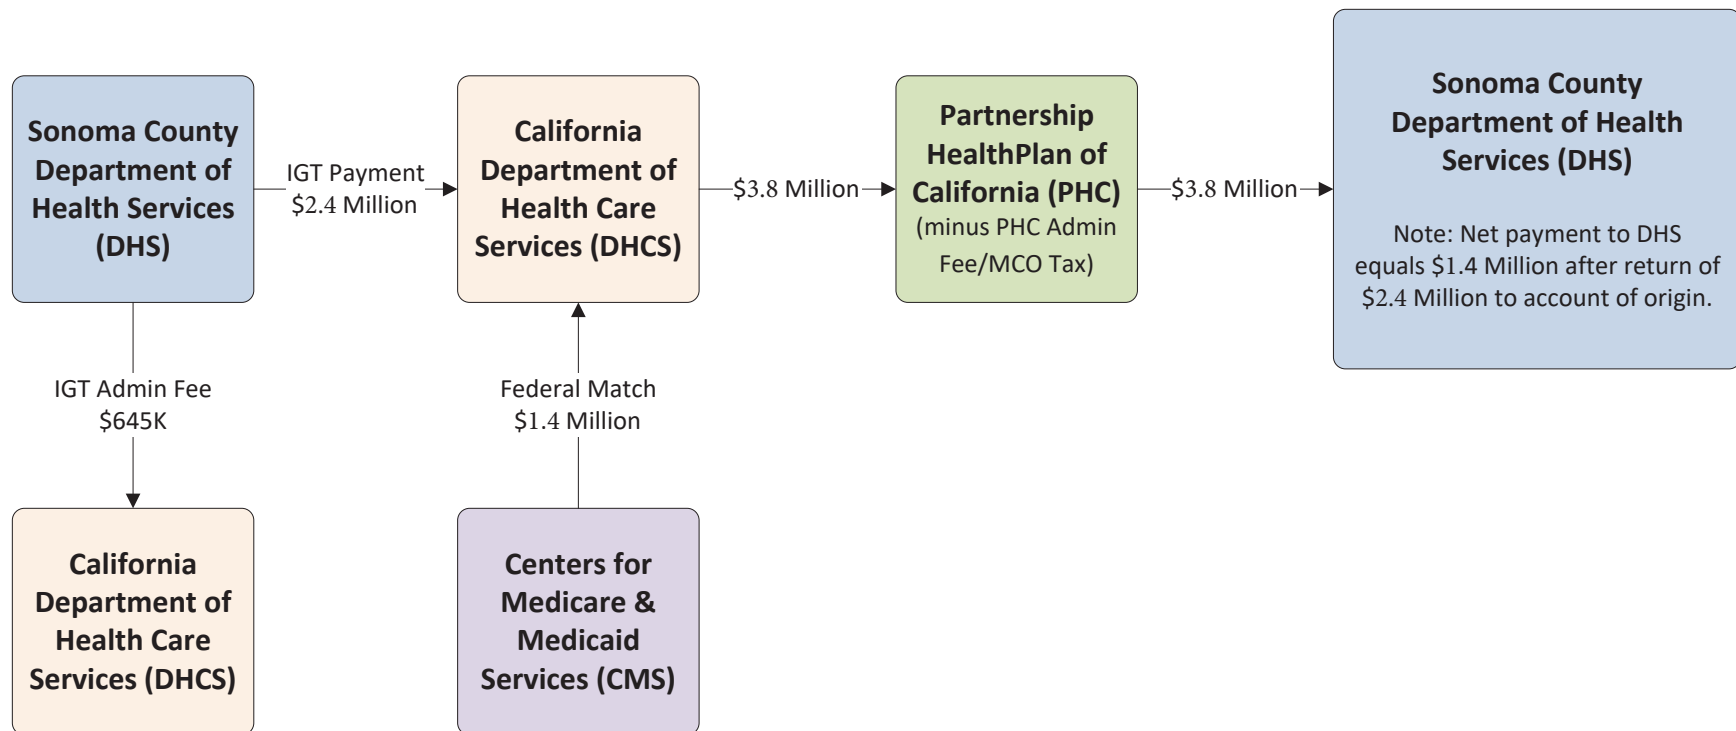 Sonoma County
Department of
Health Services
(DHS)
IGT Payment
$2.4 Million
California
Department of
Health Care
Services (DHCS)
$3.8 Million
Partnership
HealthPlan of
California (PHC)
(minus PHC Admin
Fee/MCO Tax)
$3.8 Million
Sonoma County
Department of Health
Services (DHS)
Note: Net payment to DHS
equals $1.4 Million after return of
$2.4 Million to account of origin.
IGT Admin Fee
$645K
Federal Match
$1.4 Million
California
Department of
Health Care
Services (DHCS)
Centers for
Medicare &
Medicaid
Services (CMS)